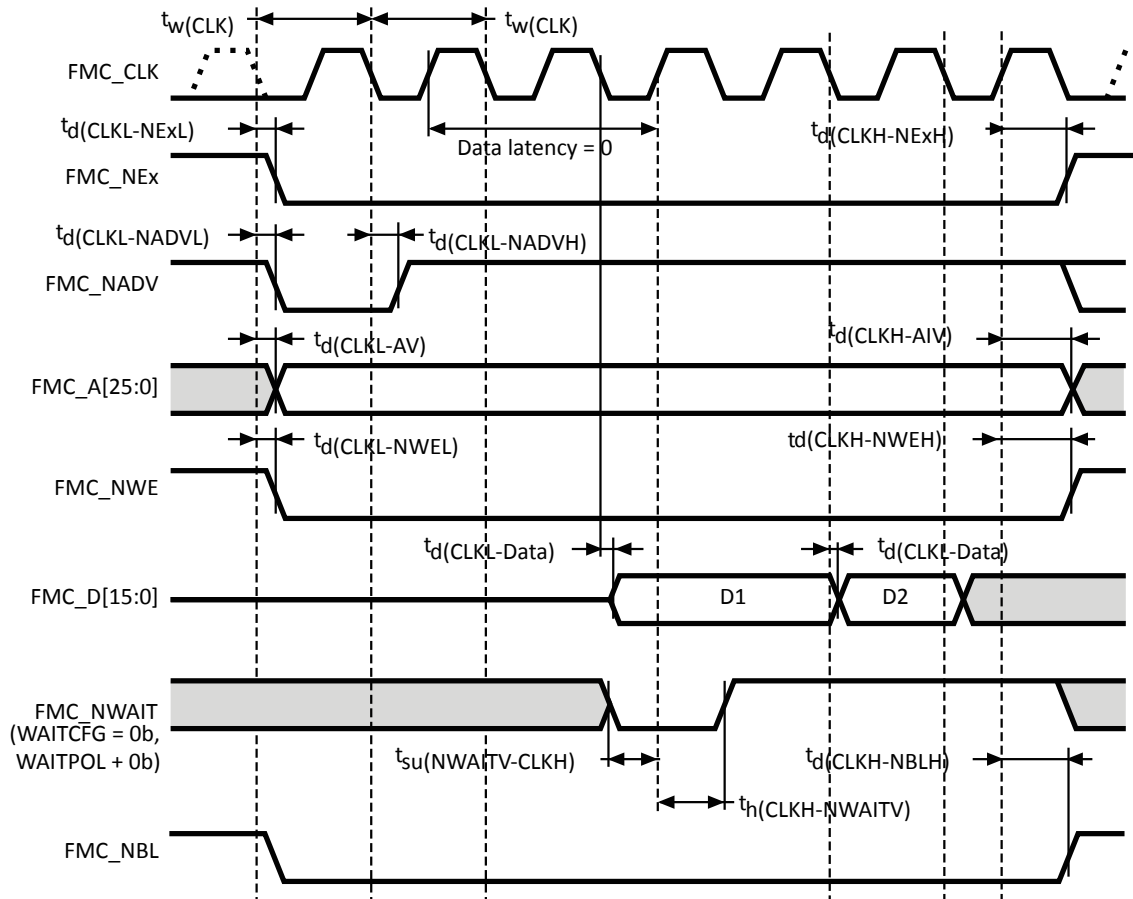 tw(CLK) tw(CLK)
FMC_CLK
td(CLKL-NExL) Data latency = 0 td(CLKH-NExH)
FMC_NEx
td(CLKL-NADVL) td(CLKL-NADVH)
FMC_NADV
td(CLKL-AV) td(CLKH-AIV)
FMC_A[25:0]
td(CLKL-NWEL) td(CLKH-NWEH)
FMC_NWE
td(CLKL-Data) td(CLKL-Data)
FMC_D[15:0] D1 D2
FMC_NWAIT
(WAITCFG = 0b,
WAITPOL + 0b) tsu(NWAITV-CLKH) td(CLKH-NBLH)
th(CLKH-NWAITV)
FMC_NBL